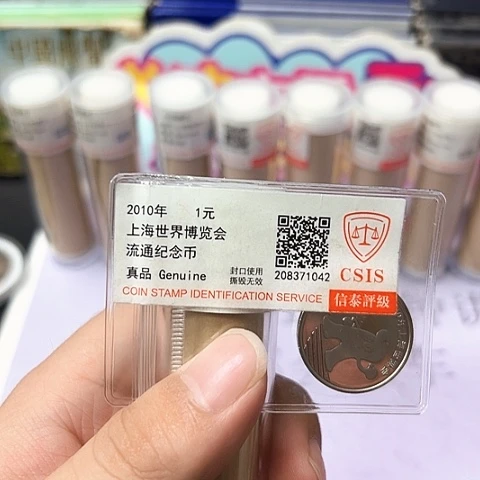 2010年 1元
上海世界博览会
流通纪念币
真品 Genuine
封口使用
撕毁无效
208371042
CSIS
COIN STAMP IDENTIFICATION SERVICE
信泰評級